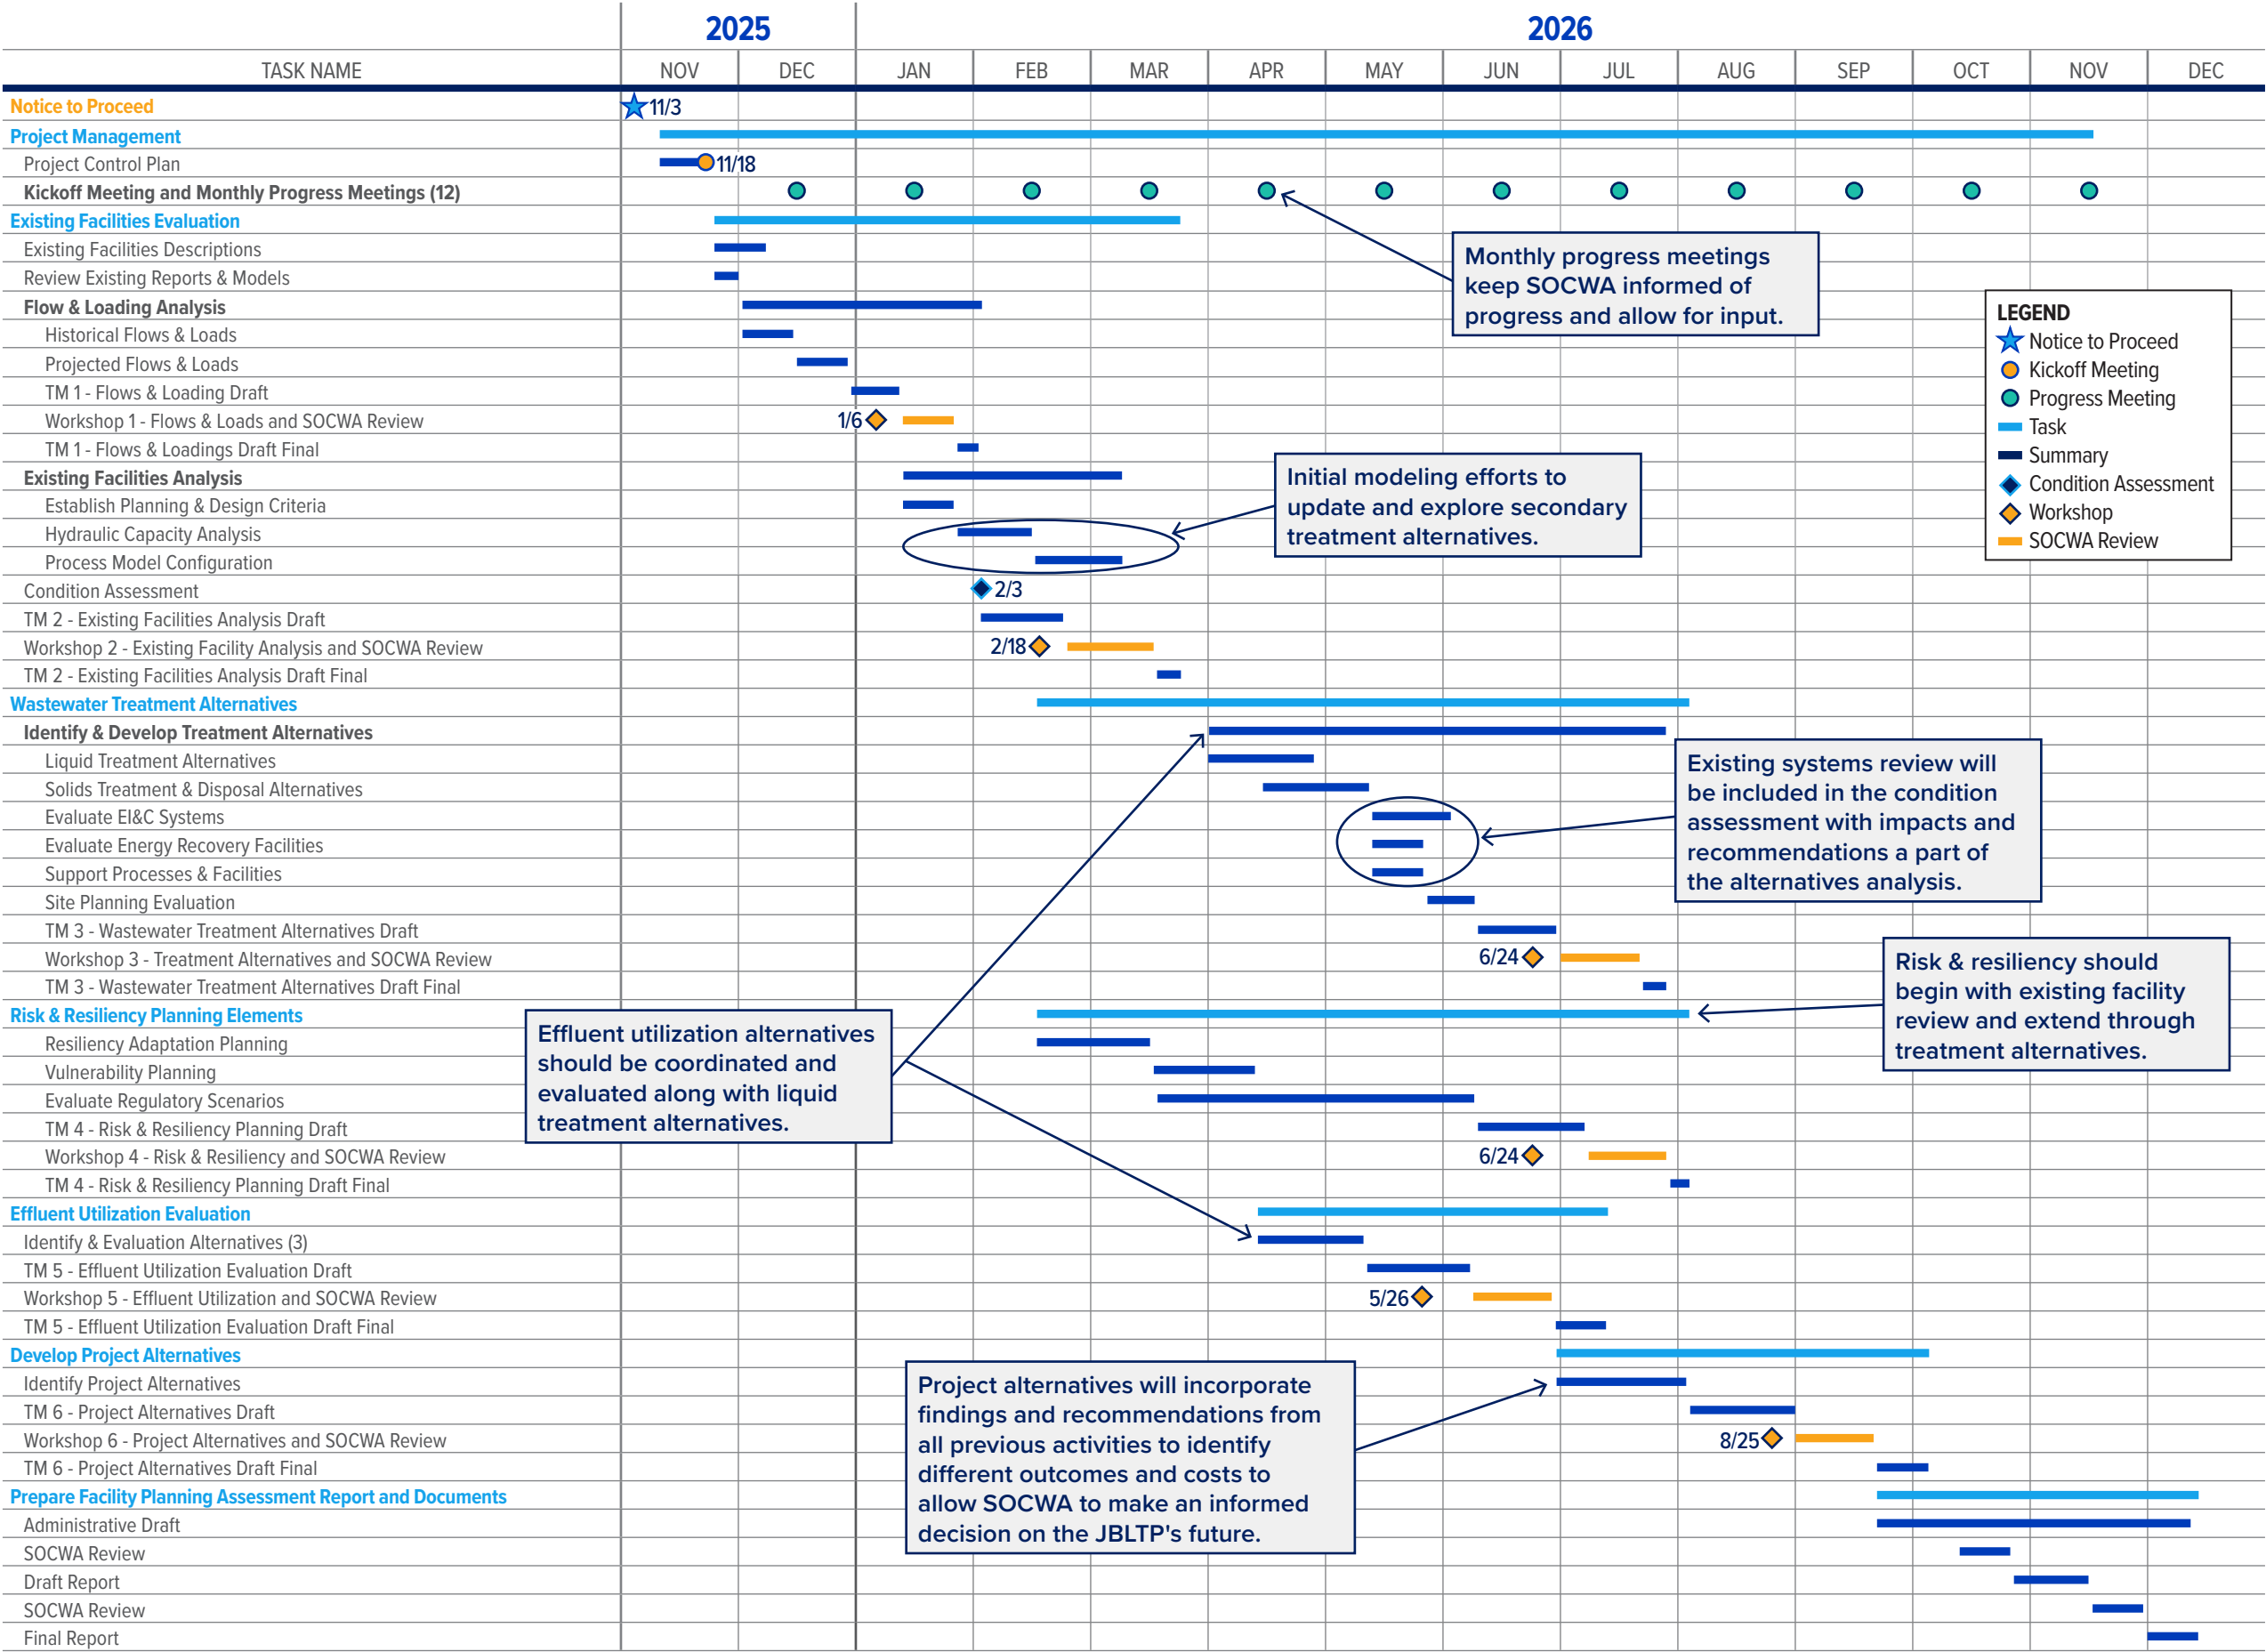 2025 2026
TASK NAME NOV DEC JAN FEB MAR APR MAY JUN JUL AUG SEP OCT NOV DEC
Notice to Proceed 11/3
Project Management
Project Control Plan 11/18
Kickoff Meeting and Monthly Progress Meetings (12)
Existing Facilities Evaluation
Existing Facilities Descriptions
Review Existing Reports & Models
Flow & Loading Analysis
Historical Flows & Loads
Projected Flows & Loads
TM 1 - Flows & Loading Draft
Workshop 1 - Flows & Loads and SOCWA Review 1/6
TM 1 - Flows & Loadings Draft Final
Existing Facilities Analysis
Establish Planning & Design Criteria
Hydraulic Capacity Analysis
Process Model Configuration
Condition Assessment 2/3
TM 2 - Existing Facilities Analysis Draft
Workshop 2 - Existing Facility Analysis and SOCWA Review 2/18
TM 2 - Existing Facilities Analysis Draft Final
Wastewater Treatment Alternatives
Identify & Develop Treatment Alternatives
Liquid Treatment Alternatives
Solids Treatment & Disposal Alternatives
Evaluate EI&C Systems
Evaluate Energy Recovery Facilities
Support Processes & Facilities
Site Planning Evaluation
TM 3 - Wastewater Treatment Alternatives Draft
Workshop 3 - Treatment Alternatives and SOCWA Review 6/24
TM 3 - Wastewater Treatment Alternatives Draft Final
Risk & Resiliency Planning Elements
Resiliency Adaptation Planning
Vulnerability Planning
Evaluate Regulatory Scenarios
TM 4 - Risk & Resiliency Planning Draft
Workshop 4 - Risk & Resiliency and SOCWA Review 6/24
TM 4 - Risk & Resiliency Planning Draft Final
Effluent Utilization Evaluation
Identify & Evaluation Alternatives (3)
TM 5 - Effluent Utilization Evaluation Draft
Workshop 5 - Effluent Utilization and SOCWA Review 5/26
TM 5 - Effluent Utilization Evaluation Draft Final
Develop Project Alternatives
Identify Project Alternatives
TM 6 - Project Alternatives Draft
Workshop 6 - Project Alternatives and SOCWA Review 8/25
TM 6 - Project Alternatives Draft Final
Prepare Facility Planning Assessment Report and Documents
Administrative Draft
SOCWA Review
Draft Report
SOCWA Review
Final Report
Monthly progress meetings
keep SOCWA informed of
progress and allow for input.
LEGEND
Notice to Proceed
Kickoff Meeting
Progress Meeting
Task
Summary
Condition Assessment
Workshop
SOCWA Review
Initial modeling efforts to
update and explore secondary
treatment alternatives.
Existing systems review will
be included in the condition
assessment with impacts and
recommendations a part of
the alternatives analysis.
Risk & resiliency should
begin with existing facility
review and extend through
treatment alternatives.
Effluent utilization alternatives
should be coordinated and
evaluated along with liquid
treatment alternatives.
Project alternatives will incorporate
findings and recommendations from
all previous activities to identify
different outcomes and costs to
allow SOCWA to make an informed
decision on the JBLTP's future.